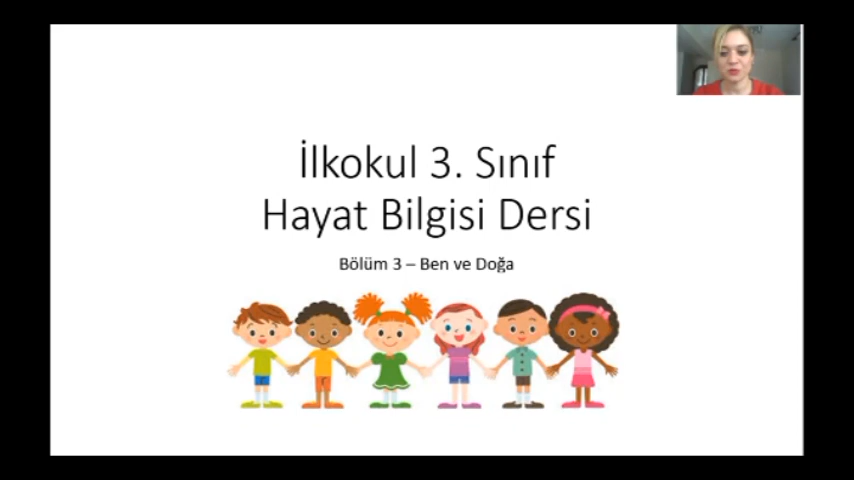 İlkokul 3. Sınıf
Hayat Bilgisi Dersi
Bölüm 3 – Ben ve Doğa